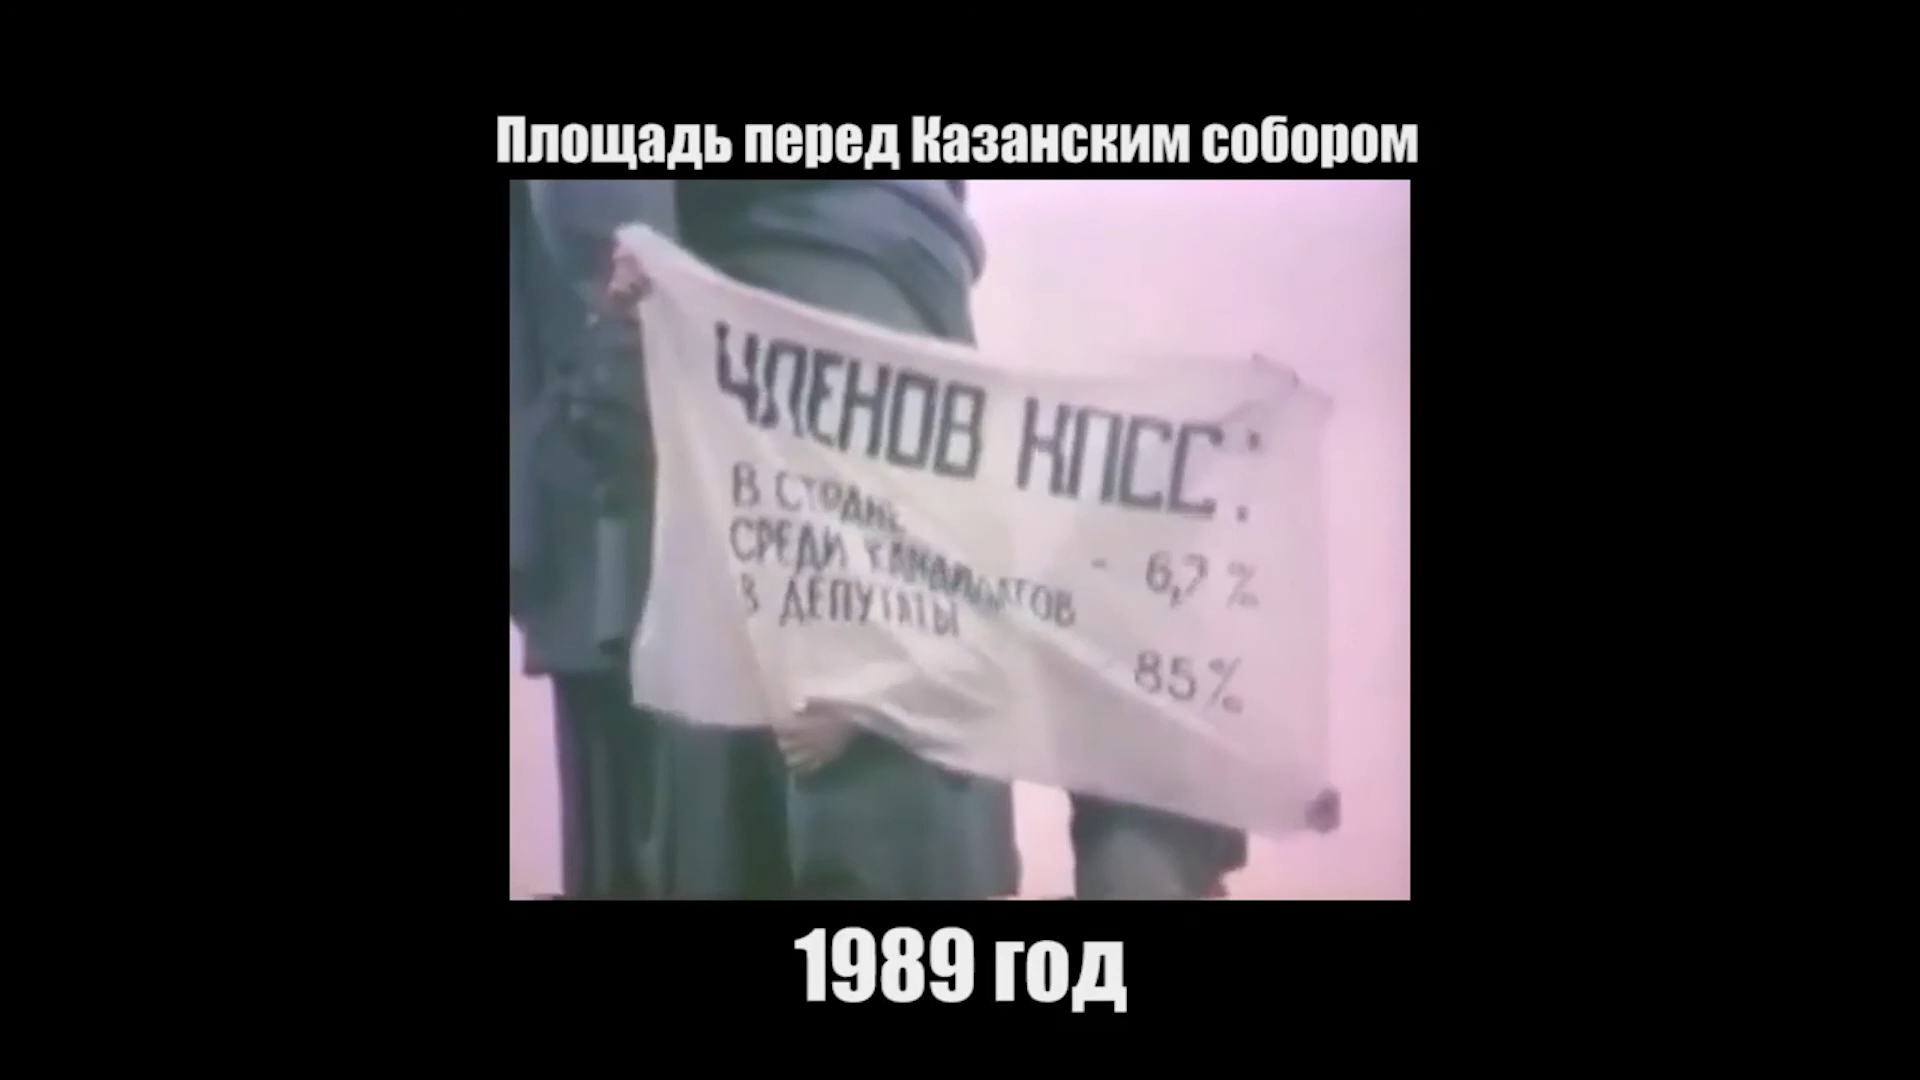 Площадь перед Казанским собором
ЧЛЕНОВ КПСС:
В СТРАНЕ - 6,7 %
СРЕДИ КАНДИДАТОВ
В ДЕПУТАТЫ 85%
1989 год